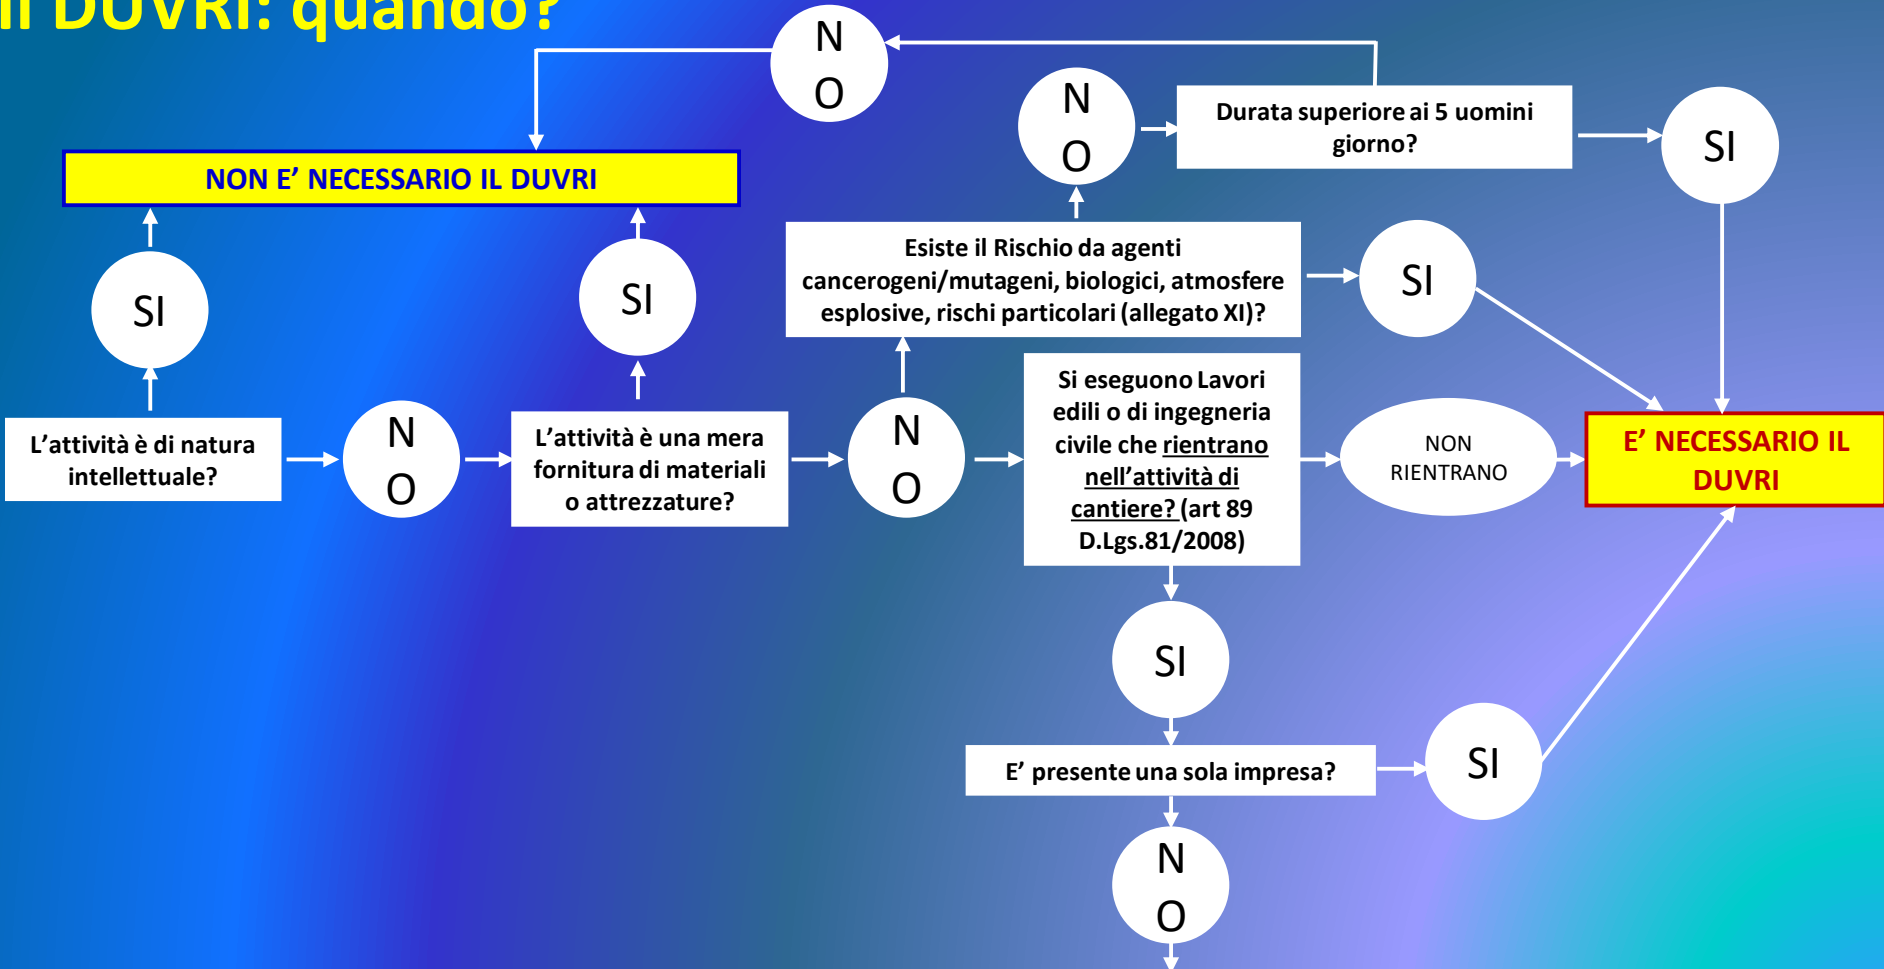 Il DUVRI: quando?
N
O
N
O
Durata superiore ai 5 uomini
giorno?
SI
NON E’ NECESSARIO IL DUVRI
SI
SI
Esiste il Rischio da agenti
cancerogeni/mutageni, biologici, atmosfere
esplosive, rischi particolari (allegato XI)?
SI
L’attività è di natura
intellettuale?
N
O
L’attività è una mera
fornitura di materiali
o attrezzature?
N
O
Si eseguono Lavori
edili o di ingegneria
civile che rientrano
nell’attività di
cantiere? (art 89
D.Lgs.81/2008)
NON
RIENTRANO
E’ NECESSARIO IL
DUVRI
SI
E’ presente una sola impresa?
SI
N
O